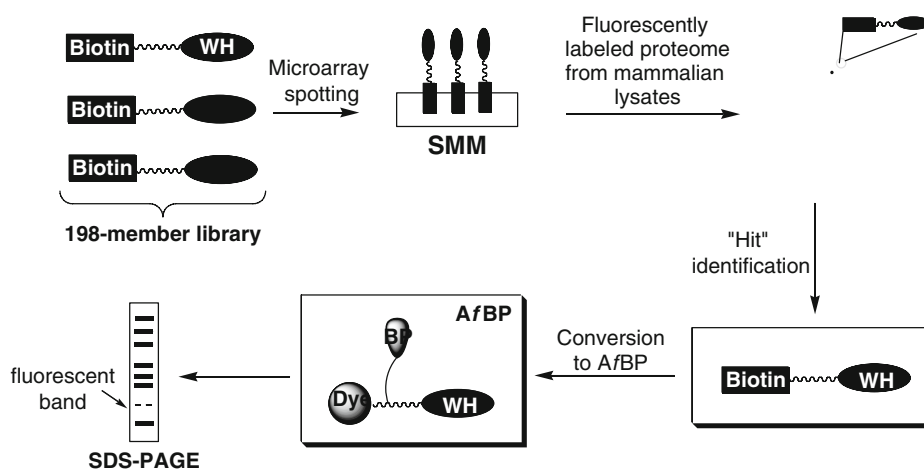 Biotin WH
Biotin
Biotin
198-member library
Microarray
spotting
SMM
Fluorescently
labeled proteome
from mammalian
lysates
"Hit"
identification
Biotin WH
Conversion
to AfBP
AfBP
BP
Dye WH
fluorescent
band
SDS-PAGE